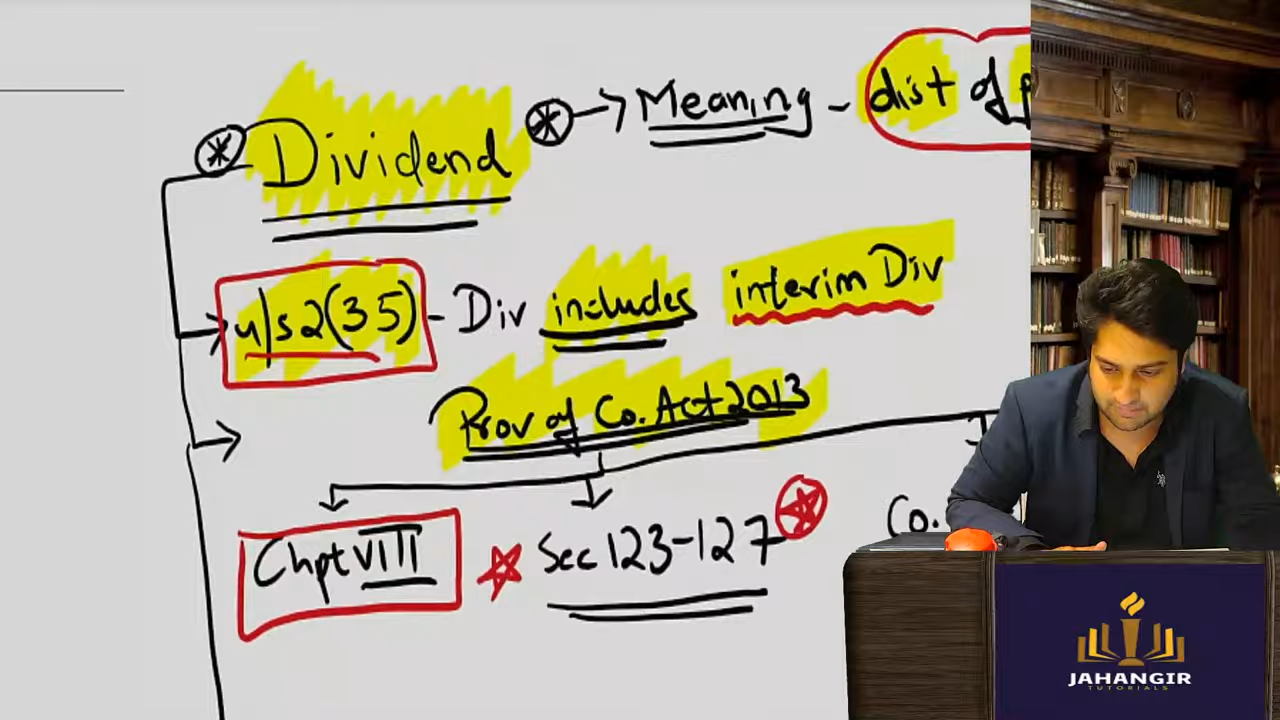 Dividend → Meaning - dist of
u/s 2(35) - Div includes interim Div
Prov of Co. Act 2013
Chpt VIII Sec 123-127 Co.
JAHANGIR
TUTORIALS